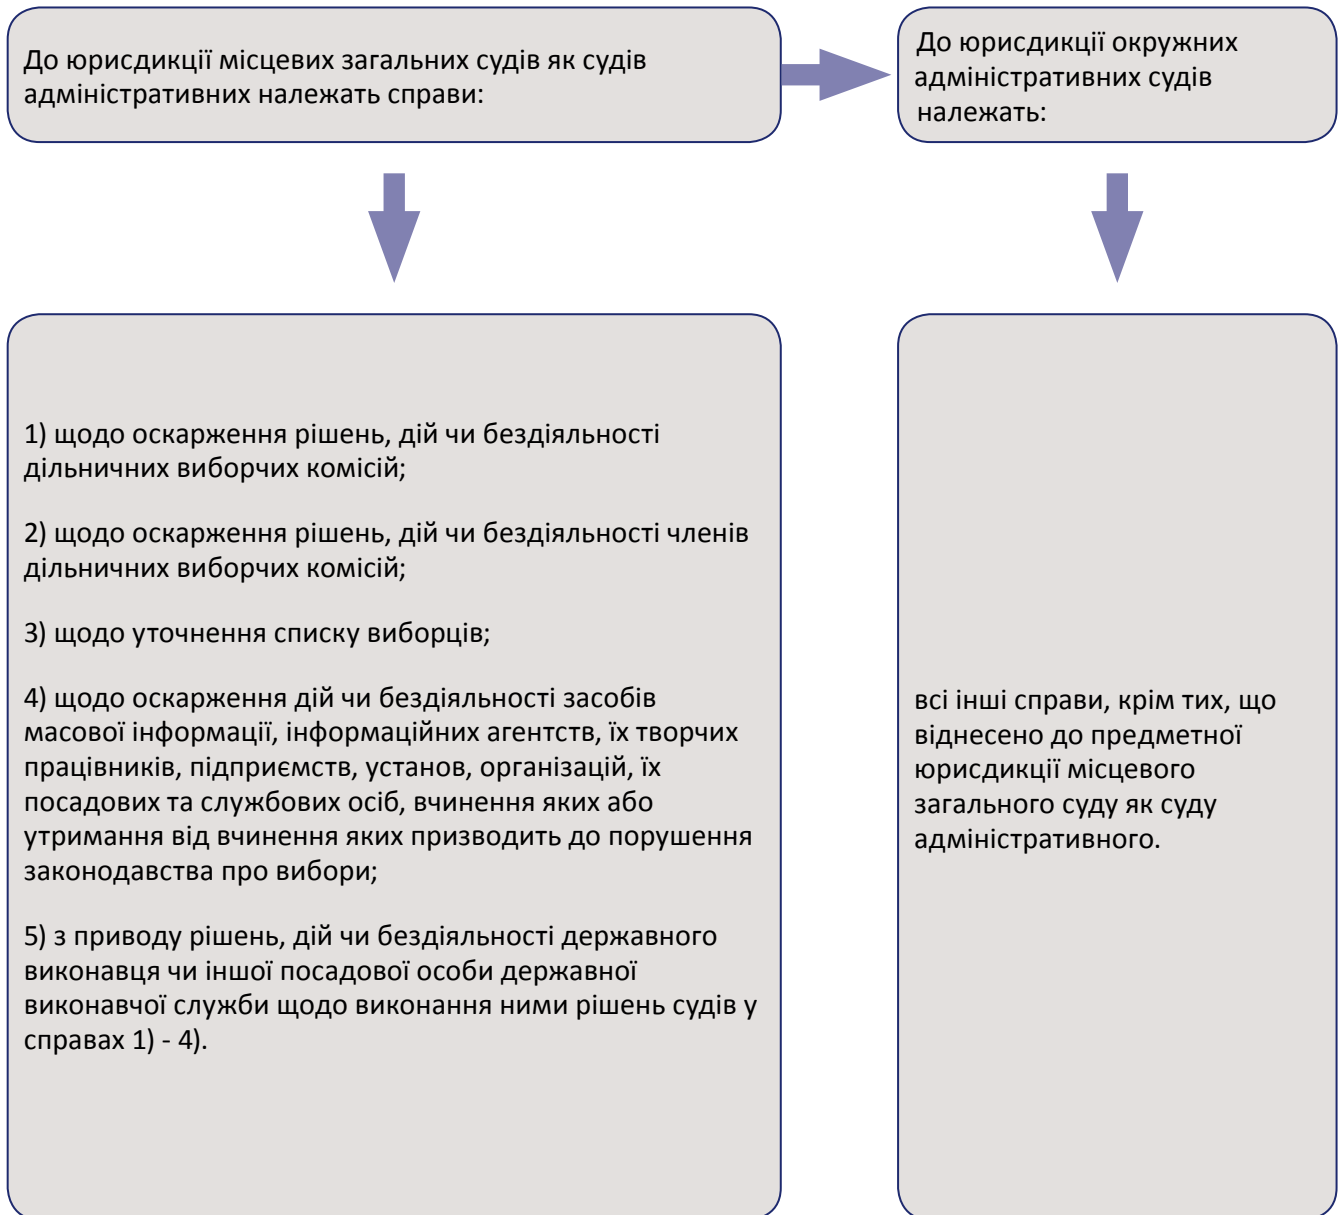 До юрисдикції місцевих загальних судів як судів
адміністративних належать справи:
До юрисдикції окружних
адміністративних судів
належать:
1) щодо оскарження рішень, дій чи бездіяльності
дільничних виборчих комісій;
2) щодо оскарження рішень, дій чи бездіяльності членів
дільничних виборчих комісій;
3) щодо уточнення списку виборців;
4) щодо оскарження дій чи бездіяльності засобів
масової інформації, інформаційних агентств, їх творчих
працівників, підприємств, установ, організацій, їх
посадових та службових осіб, вчинення яких або
утримання від вчинення яких призводить до порушення
законодавства про вибори;
5) з приводу рішень, дій чи бездіяльності державного
виконавця чи іншої посадової особи державної
виконавчої служби щодо виконання ними рішень судів у
справах 1) - 4).
всі інші справи, крім тих, що
віднесено до предметної
юрисдикції місцевого
загального суду як суду
адміністративного.